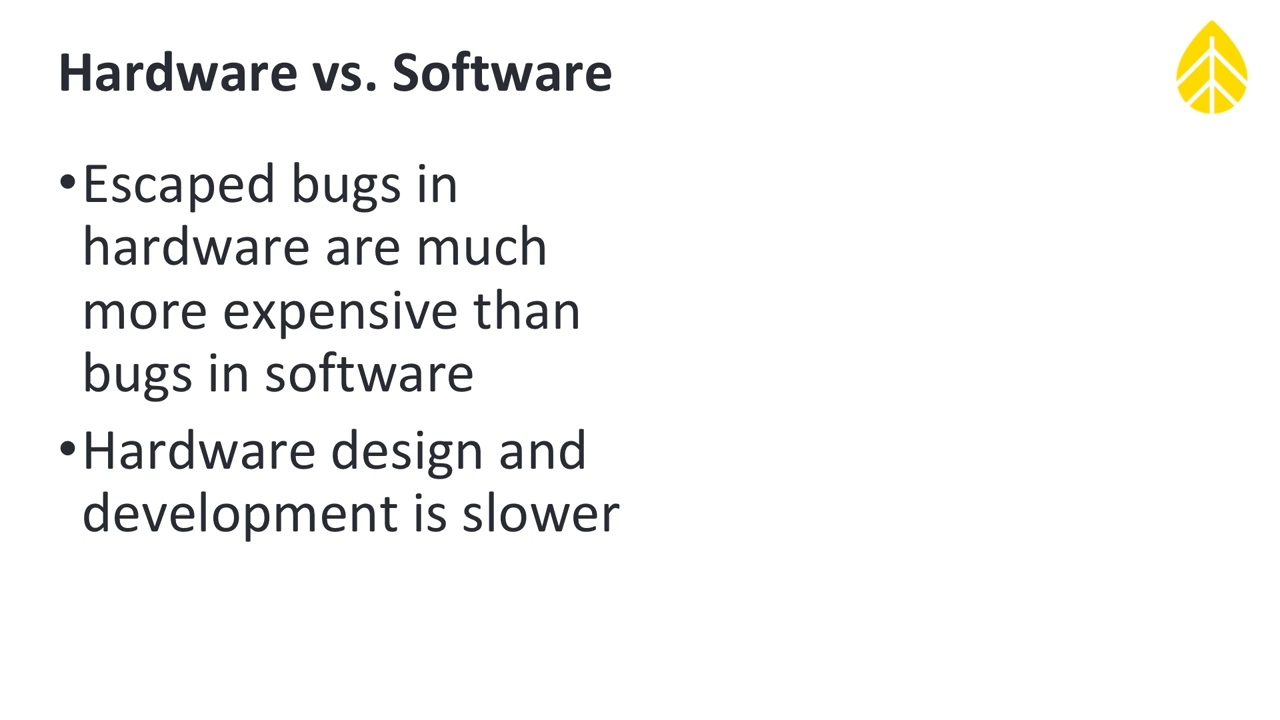 Hardware vs. Software
•Escaped bugs in
hardware are much
more expensive than
bugs in software
•Hardware design and
development is slower